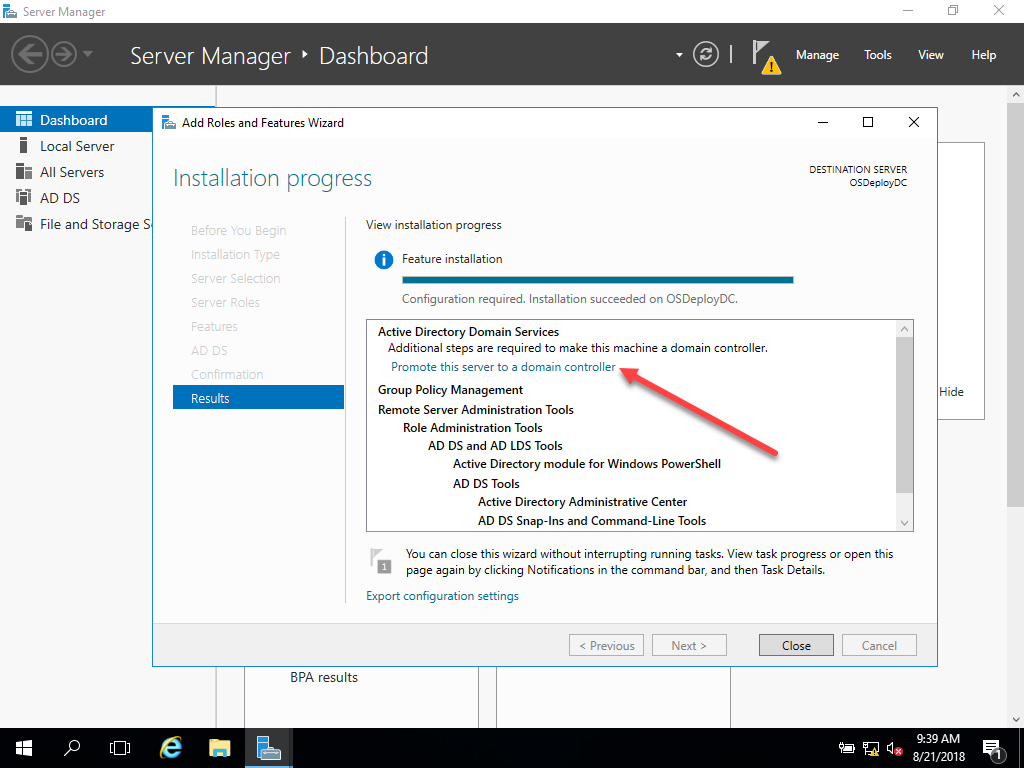 Server Manager
Server Manager ‣ Dashboard
Manage Tools View Help
Dashboard
Local Server
All Servers
AD DS
File and Storage S
Add Roles and Features Wizard
Installation progress
DESTINATION SERVER
OSDeployDC
Before You Begin
Installation Type
Server Selection
Server Roles
Features
AD DS
Confirmation
Results
View installation progress
Feature installation
Configuration required. Installation succeeded on OSDeployDC.
Active Directory Domain Services
Additional steps are required to make this machine a domain controller.
Promote this server to a domain controller
Group Policy Management
Remote Server Administration Tools
Role Administration Tools
AD DS and AD LDS Tools
Active Directory module for Windows PowerShell
AD DS Tools
Active Directory Administrative Center
AD DS Snap-Ins and Command-Line Tools
1
You can close this wizard without interrupting running tasks. View task progress or open this
page again by clicking Notifications in the command bar, and then Task Details.
Export configuration settings
< Previous Next > Close Cancel
Hide
BPA results
9:39 AM
8/21/2018
1